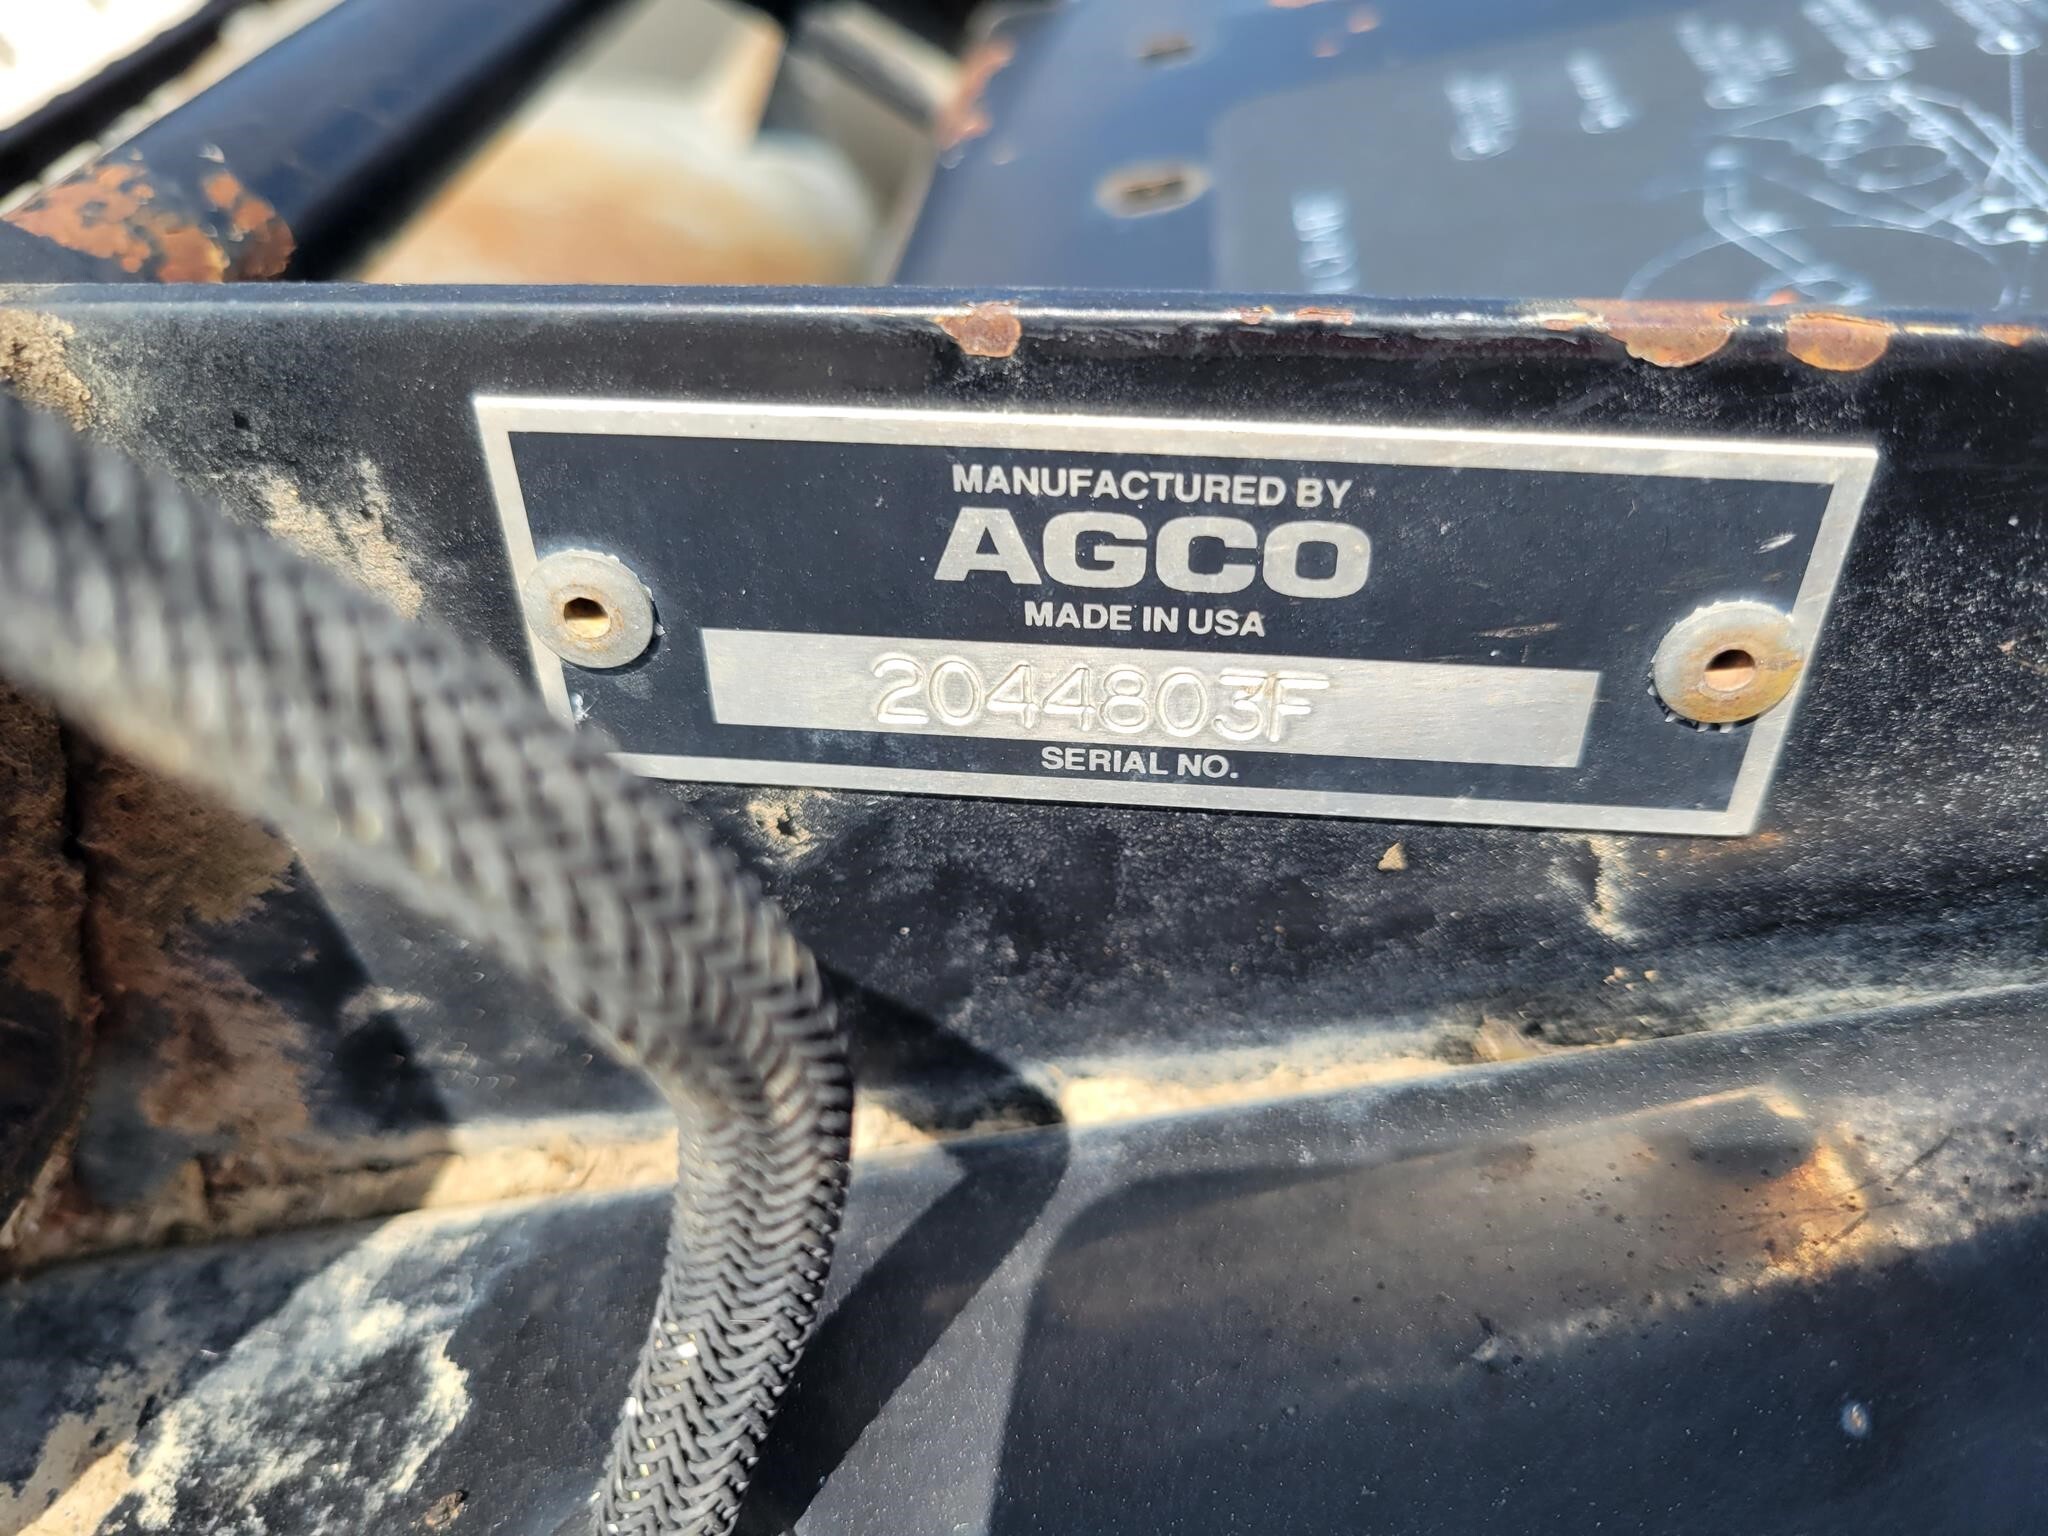 MANUFACTURED BY
AGCO
MADE IN USA
2044803F
SERIAL NO.